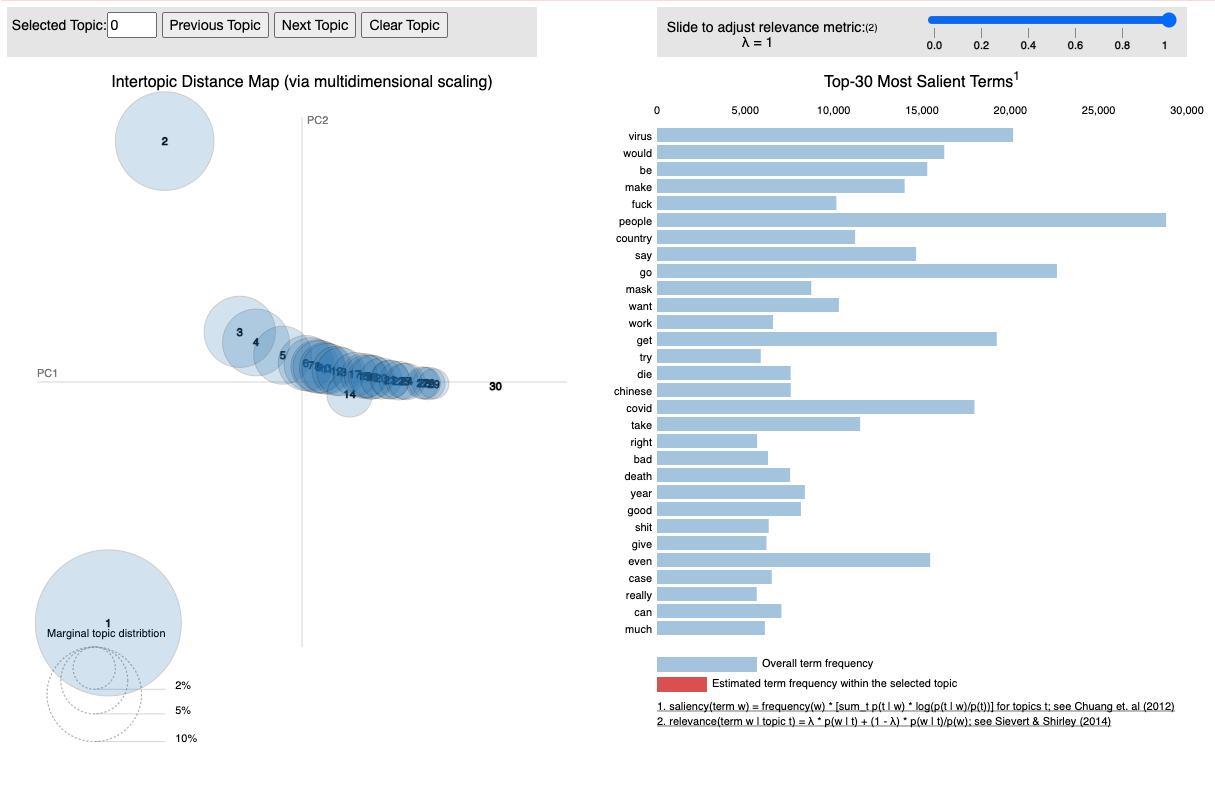 Selected Topic: 0 Previous Topic Next Topic Clear Topic
Slide to adjust relevance metric:(2)
λ = 1
0.0 0.2 0.4 0.6 0.8 1
Intertopic Distance Map (via multidimensional scaling)
PC2
PC1
2
3
4
5
14
30
1
Marginal topic distribtion
2%
5%
10%
Top-30 Most Salient Terms1
0 5,000 10,000 15,000 20,000 25,000 30,000
virus
would
be
make
fuck
people
country
say
go
mask
want
work
get
try
die
chinese
covid
take
right
bad
death
year
good
shit
give
even
case
really
can
much
Overall term frequency
Estimated term frequency within the selected topic
1. saliency(term w) = frequency(w) * [sum_t p(t | w) * log(p(t | w)/p(t))] for topics t; see Chuang et. al (2012)
2. relevance(term w | topic t) = λ * p(w | t) + (1 - λ) * p(w | t)/p(w); see Sievert & Shirley (2014)